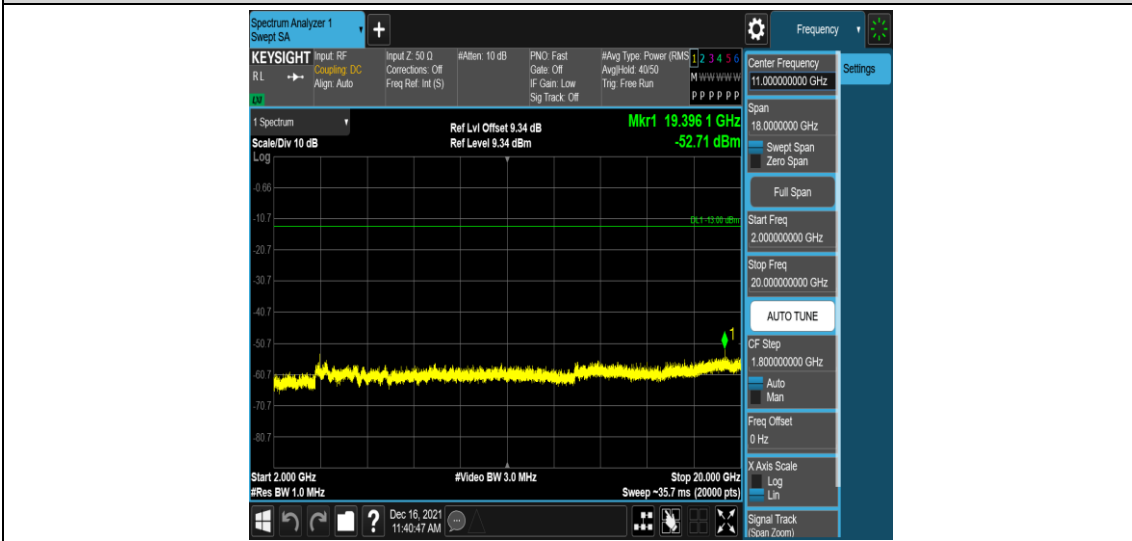 Spectrum Analyzer 1
Swept SA
+
Frequency
KEYSIGHT
RL
LXI
Input: RF
Coupling: DC
Align: Auto
Input Z: 50 Ω
Corrections: Off
Freq Ref: Int (S)
#Atten: 10 dB
PNO: Fast
Gate: Off
IF Gain: Low
Sig Track: Off
#Avg Type: Power (RMS
Avg|Hold: 40/50
Trig: Free Run
1 2 3 4 5 6
M W W W W W
P P P P P P
1 Spectrum
Scale/Div 10 dB
Ref Lvl Offset 9.34 dB
Ref Level 9.34 dBm
Mkr1 19.396 1 GHz
-52.71 dBm
Log
-0.66
-10.7
-20.7
-30.7
-40.7
-50.7
-60.7
-70.7
-80.7
DL1 -13.00 dBm
1
Start 2.000 GHz
#Res BW 1.0 MHz
#Video BW 3.0 MHz
Stop 20.000 GHz
Sweep ~35.7 ms (20000 pts)
Center Frequency
11.000000000 GHz
Settings
Span
18.0000000 GHz
Swept Span
Zero Span
Full Span
Start Freq
2.000000000 GHz
Stop Freq
20.000000000 GHz
AUTO TUNE
CF Step
1.800000000 GHz
Auto
Man
Freq Offset
0 Hz
X Axis Scale
Log
Lin
Signal Track
(Span Zoom)
?
Dec 16, 2021
11:40:47 AM